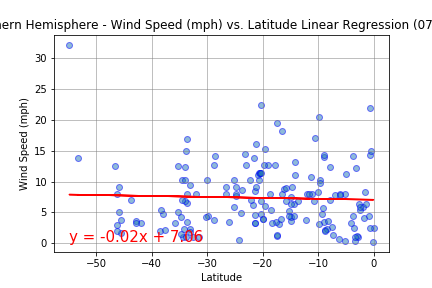 ern Hemisphere - Wind Speed (mph) vs. Latitude Linear Regression (07
Wind Speed (mph)
30
25
20
15
10
5
0
y = -0.02x + 7.06
−50 −40 −30 −20 −10 0
Latitude